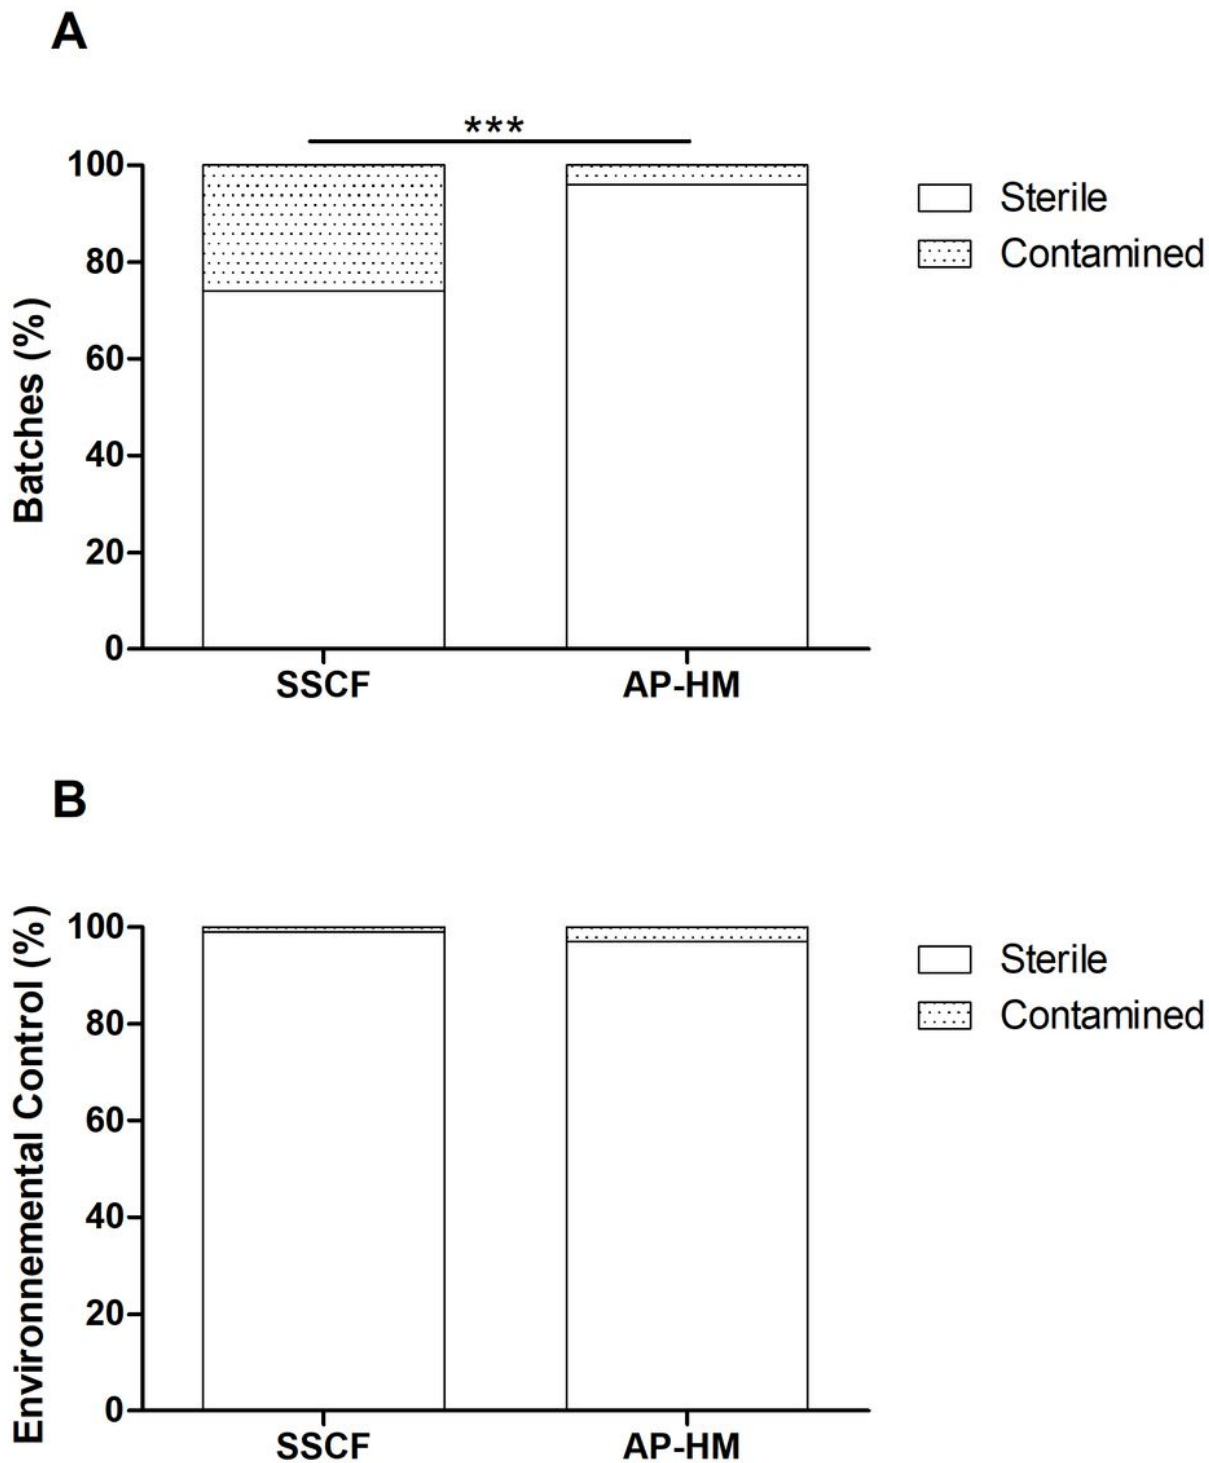 A
***
100
80
60
40
20
0
Batches (%)
SSCF
AP-HM
Sterile
Contamined
B
100
80
60
40
20
0
Environnemental Control (%)
SSCF
AP-HM
Sterile
Contamined